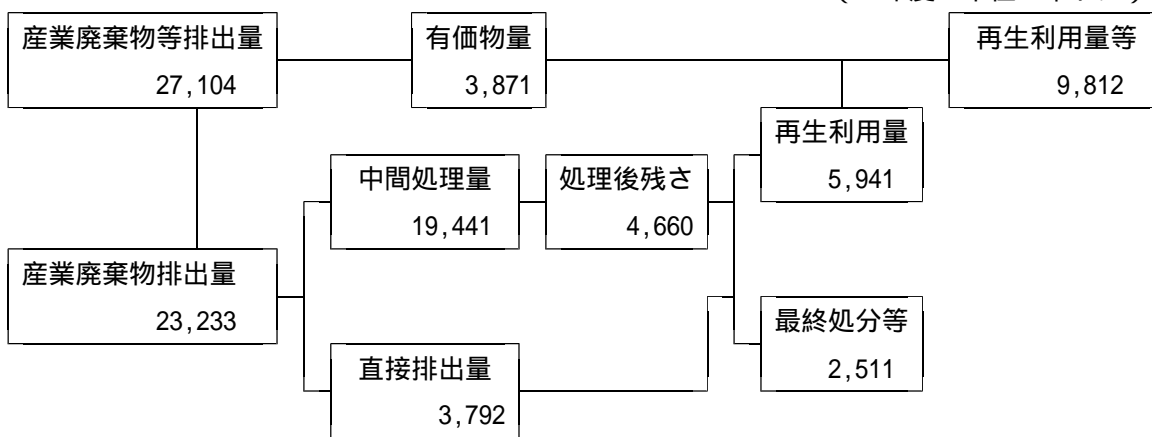 産業廃棄物等排出量
27,104
有価物量
3,871
再生利用量等
9,812
再生利用量
5,941
中間処理量
19,441
処理後残さ
4,660
産業廃棄物排出量
23,233
最終処分等
2,511
直接排出量
3,792